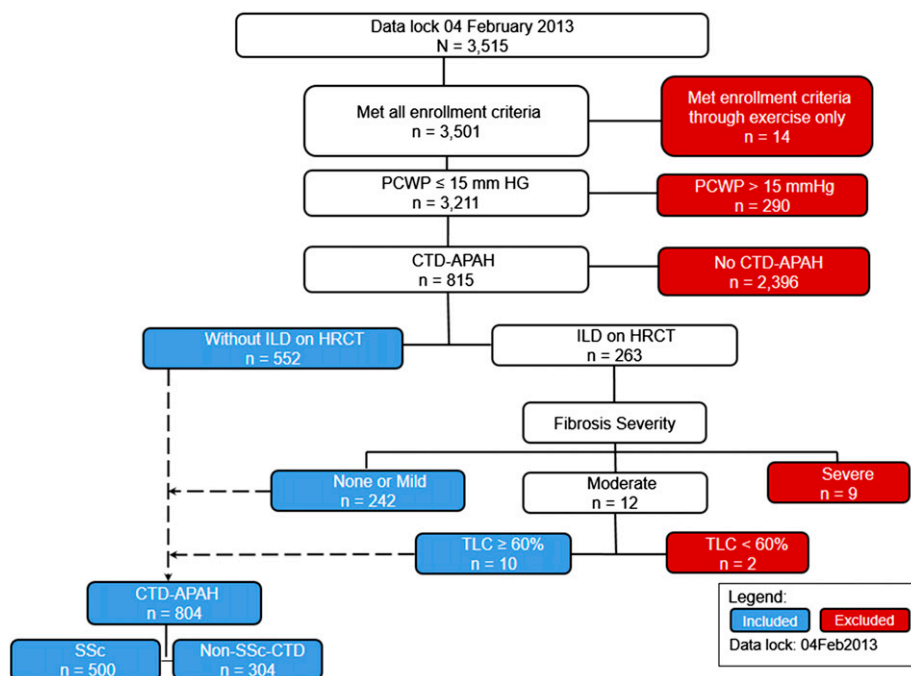 Data lock 04 February 2013
N = 3,515
Met all enrollment criteria
n = 3,501
Met enrollment criteria
through exercise only
n = 14
PCWP ≤ 15 mm HG
n = 3,211
PCWP > 15 mmHg
n = 290
CTD-APAH
n = 815
No CTD-APAH
n = 2,396
Without ILD on HRCT
n = 552
ILD on HRCT
n = 263
Fibrosis Severity
None or Mild
n = 242
Moderate
n = 12
Severe
n = 9
TLC ≥ 60%
n = 10
TLC < 60%
n = 2
CTD-APAH
n = 804
SSc
n = 500
Non-SSc-CTD
n = 304
Legend:
Included
Excluded
Data lock: 04Feb2013